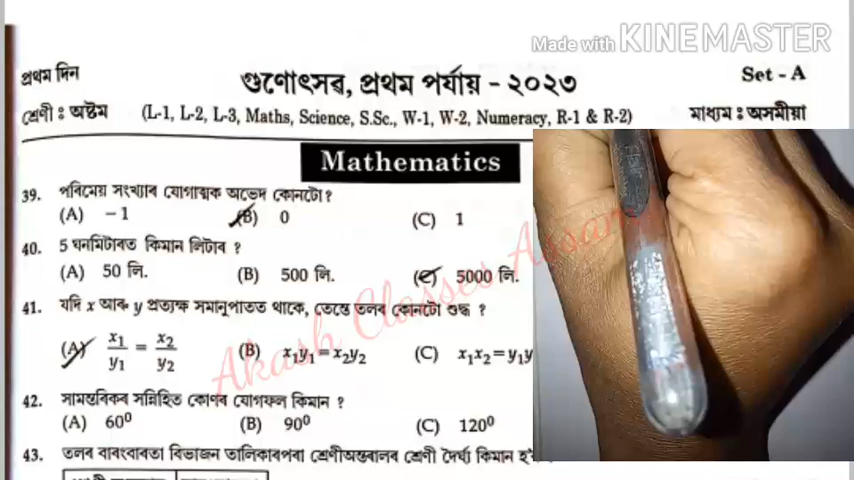 Made with KINEMASTER
প্ৰথম দিন
গুণোৎসৱ, প্ৰথম পৰ্যায় - ২০২৩
Set - A
শ্ৰেণী : অষ্টম
(L-1, L-2, L-3, Maths, Science, S.Sc., W-1, W-2, Numeracy, R-1 & R-2)
মাধ্যম : অসমীয়া
Mathematics
39. পৰিমেয় সংখ্যাৰ যোগাত্মক অভেদ কোনটো?
(A) −1 (B) 0 (C) 1
40. 5 ঘনমিটাৰত কিমান লিটাৰ ?
(A) 50 লি. (B) 500 লি. (C) 5000 লি.
41. যদি x আৰু y প্ৰত্যক্ষ সমানুপাতত থাকে, তেন্তে তলৰ কোনটো শুদ্ধ ?
(A) x₁/y₁ = x₂/y₂ (B) x₁y₁=x₂y₂ (C) x₁x₂=y₁y
42. সামন্তৰিকৰ সন্নিহিত কোণৰ যোগফল কিমান ?
(A) 60⁰ (B) 90⁰ (C) 120⁰
43. তলৰ বাৰংবাৰতা বিভাজন তালিকাৰপৰা শ্ৰেণীঅন্তৰালৰ শ্ৰেণী দৈৰ্ঘ্য কিমান
Akash Classes Assam